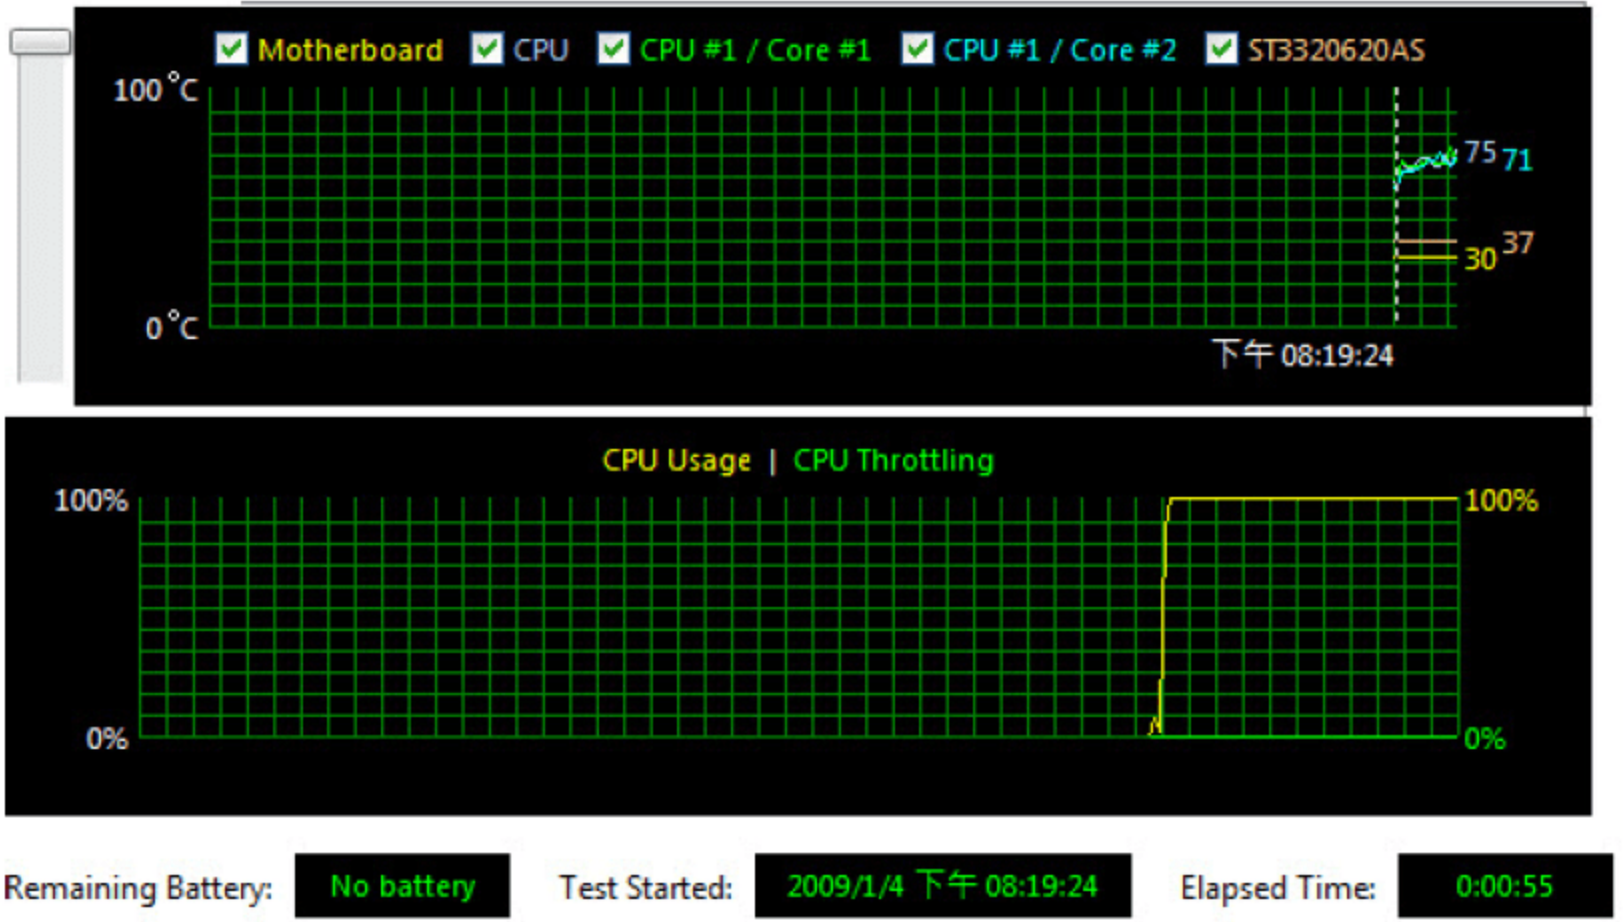 Motherboard CPU CPU #1 / Core #1 CPU #1 / Core #2 ST3320620AS
100°C
75 71
37
30
0°C
下午 08:19:24
CPU Usage | CPU Throttling
100% 100%
0% 0%
Remaining Battery: No battery Test Started: 2009/1/4 下午 08:19:24 Elapsed Time: 0:00:55